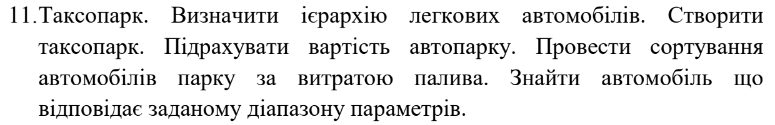 11.Таксопарк. Визначити ієрархію легкових автомобілів. Створити
таксопарк. Підрахувати вартість автопарку. Провести сортування
автомобілів парку за витратою палива. Знайти автомобіль що
відповідає заданому діапазону параметрів.